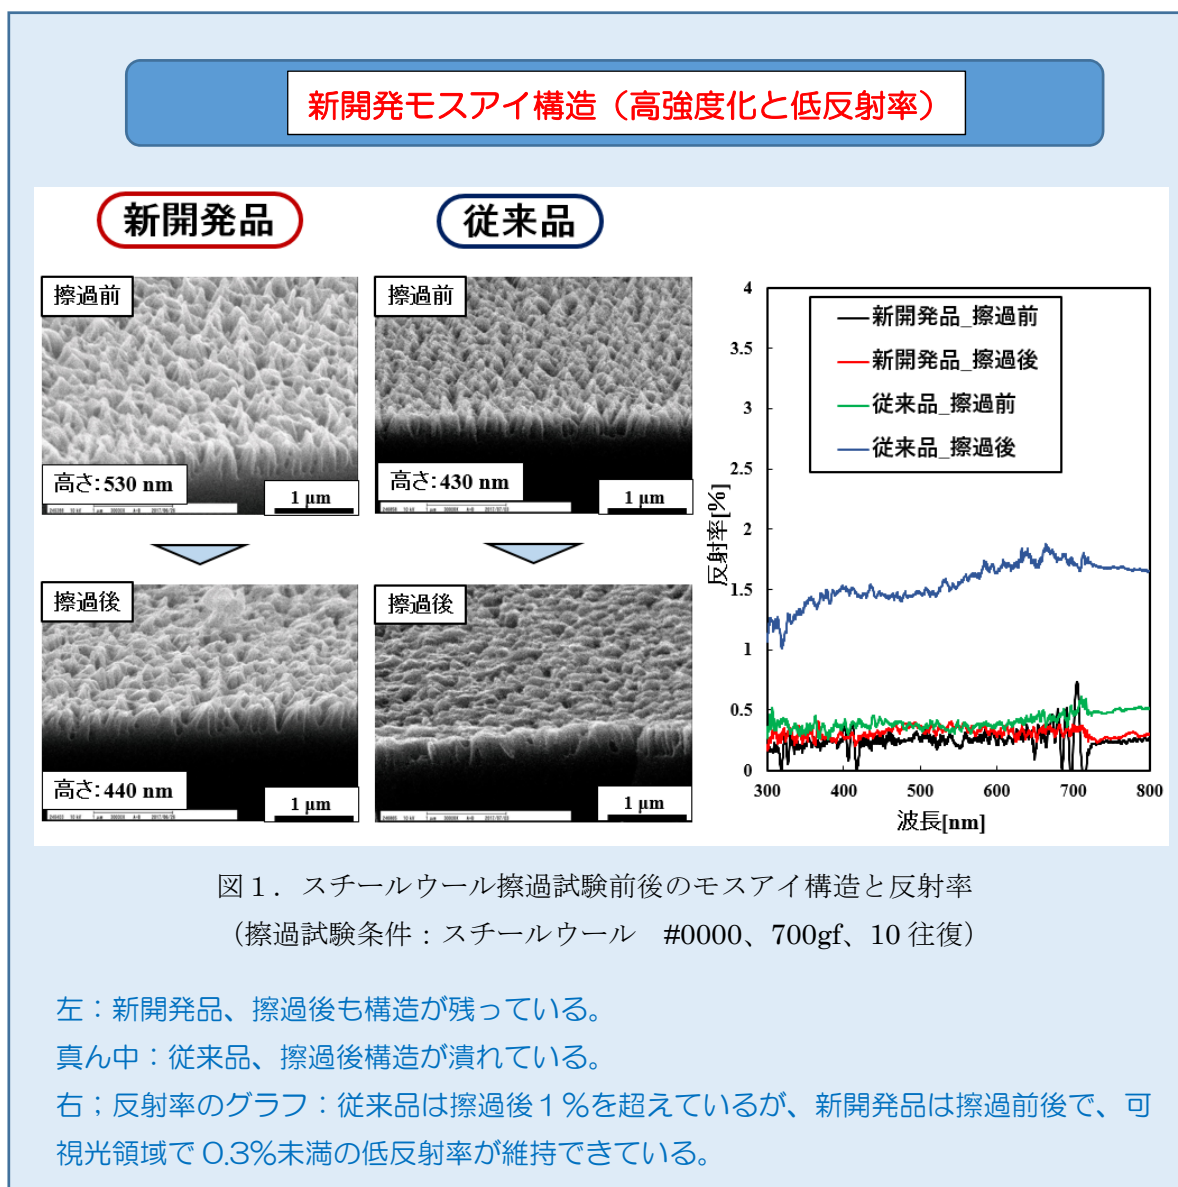 新開発モスアイ構造（高強度化と低反射率）
新開発品
従来品
擦過前
高さ:530 nm
1 μm
擦過前
高さ:430 nm
1 μm
擦過後
高さ:440 nm
1 μm
擦過後
1 μm
新開発品_擦過前
新開発品_擦過後
従来品_擦過前
従来品_擦過後
4
3.5
3
2.5
2
1.5
1
0.5
0
反射率[%]
300 400 500 600 700 800
波長[nm]
図１．スチールウール擦過試験前後のモスアイ構造と反射率
（擦過試験条件：スチールウール　#0000、700gf、10 往復）
左：新開発品、擦過後も構造が残っている。
真ん中：従来品、擦過後構造が潰れている。
右；反射率のグラフ：従来品は擦過後１％を超えているが、新開発品は擦過前後で、可
視光領域で 0.3%未満の低反射率が維持できている。